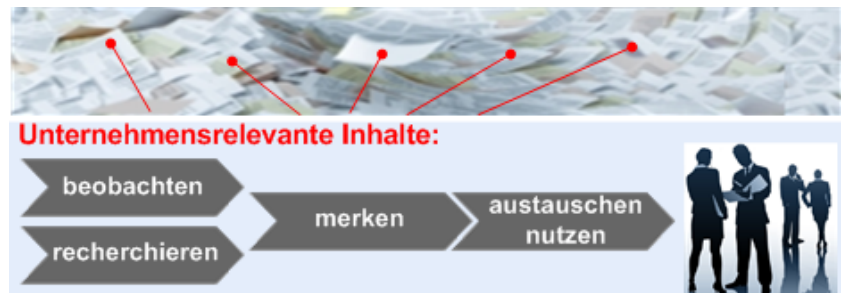 Unternehmensrelevante Inhalte:
beobachten
recherchieren
merken
austauschen
nutzen